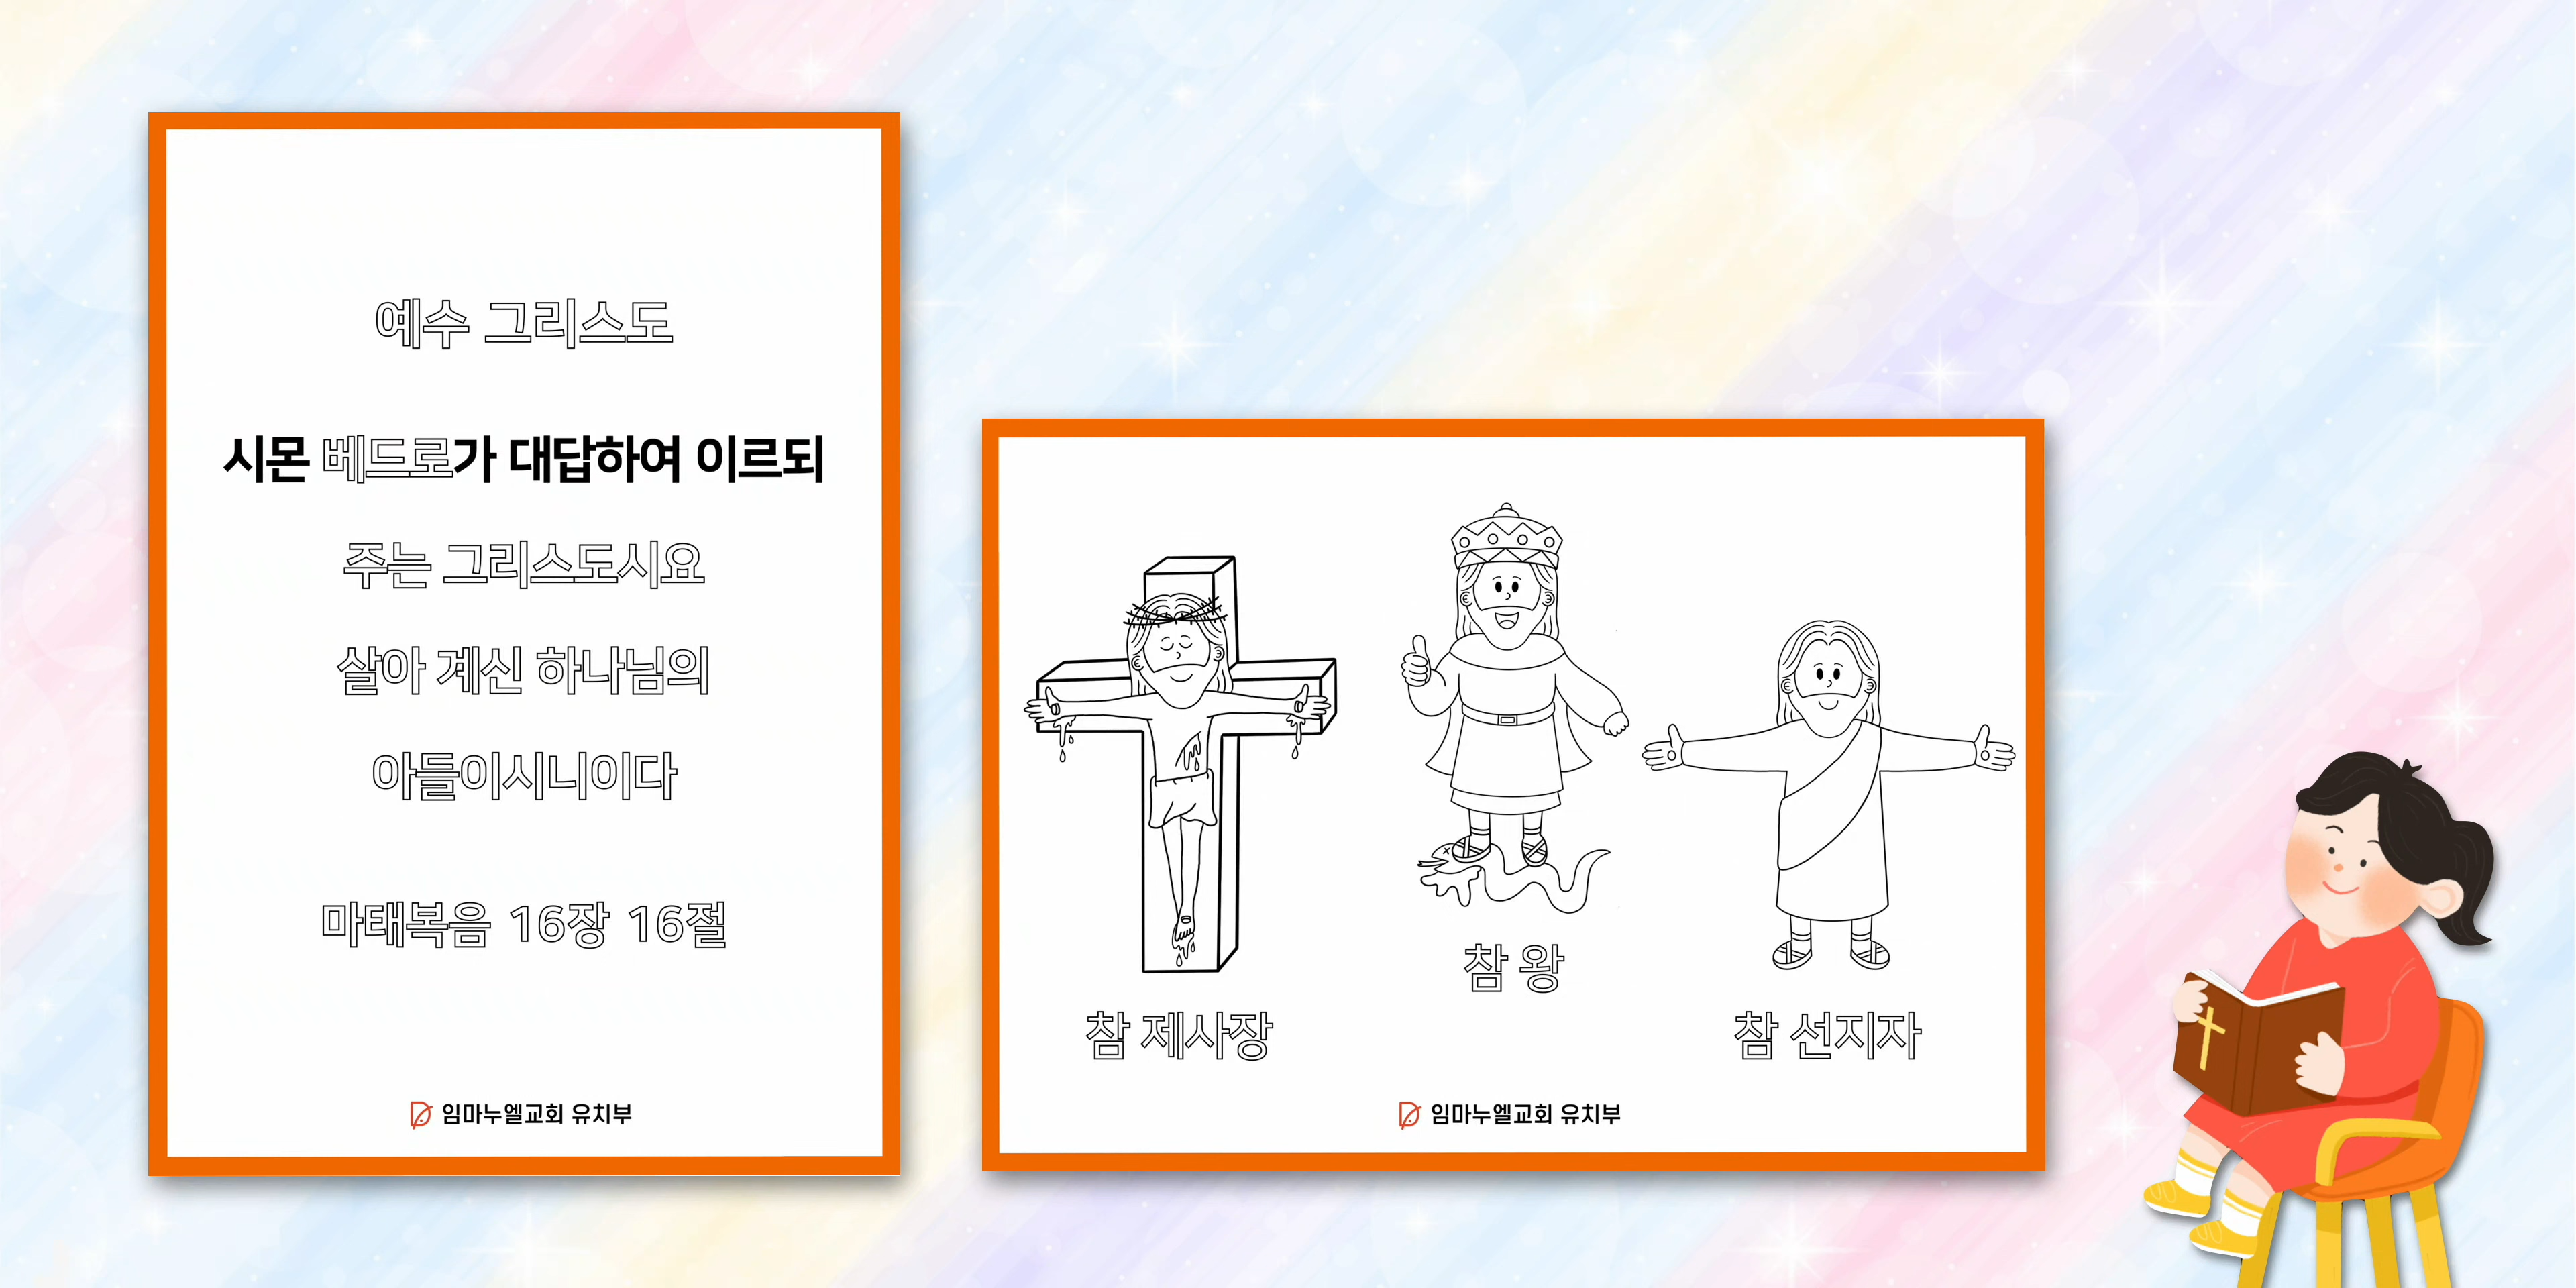 예수 그리스도
시몬 베드로가 대답하여 이르되
주는 그리스도시요
살아 계신 하나님의
아들이시니이다
마태복음 16장 16절
임마누엘교회 유치부
참 제사장
참 왕
참 선지자
임마누엘교회 유치부